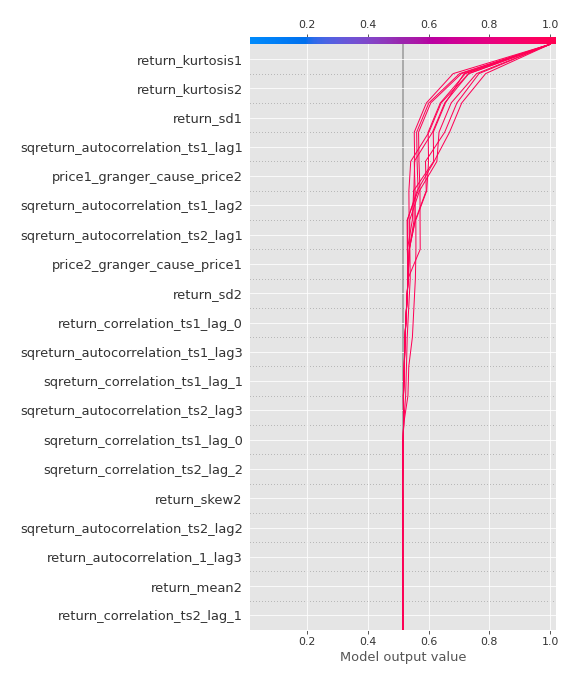 0.2 0.4 0.6 0.8 1.0
return_kurtosis1
return_kurtosis2
return_sd1
sqreturn_autocorrelation_ts1_lag1
price1_granger_cause_price2
sqreturn_autocorrelation_ts1_lag2
sqreturn_autocorrelation_ts2_lag1
price2_granger_cause_price1
return_sd2
return_correlation_ts1_lag_0
sqreturn_autocorrelation_ts1_lag3
sqreturn_correlation_ts1_lag_1
sqreturn_autocorrelation_ts2_lag3
sqreturn_correlation_ts1_lag_0
sqreturn_correlation_ts2_lag_2
return_skew2
sqreturn_autocorrelation_ts2_lag2
return_autocorrelation_1_lag3
return_mean2
return_correlation_ts2_lag_1
0.2 0.4 0.6 0.8 1.0
Model output value